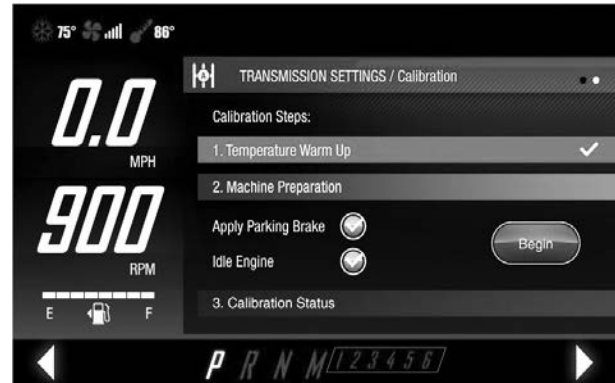 75° 86°
TRANSMISSION SETTINGS / Calibration
0.0
MPH
900
RPM
E F
Calibration Steps:
1. Temperature Warm Up
2. Machine Preparation
Apply Parking Brake
Idle Engine
Begin
3. Calibration Status
P R N M 1 2 3 4 5 6